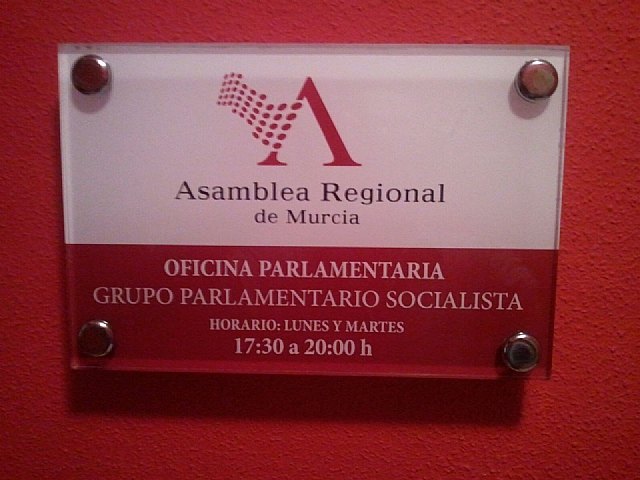 Asamblea Regional
de Murcia
OFICINA PARLAMENTARIA
GRUPO PARLAMENTARIO SOCIALISTA
HORARIO: LUNES Y MARTES
17:30 a 20:00 h